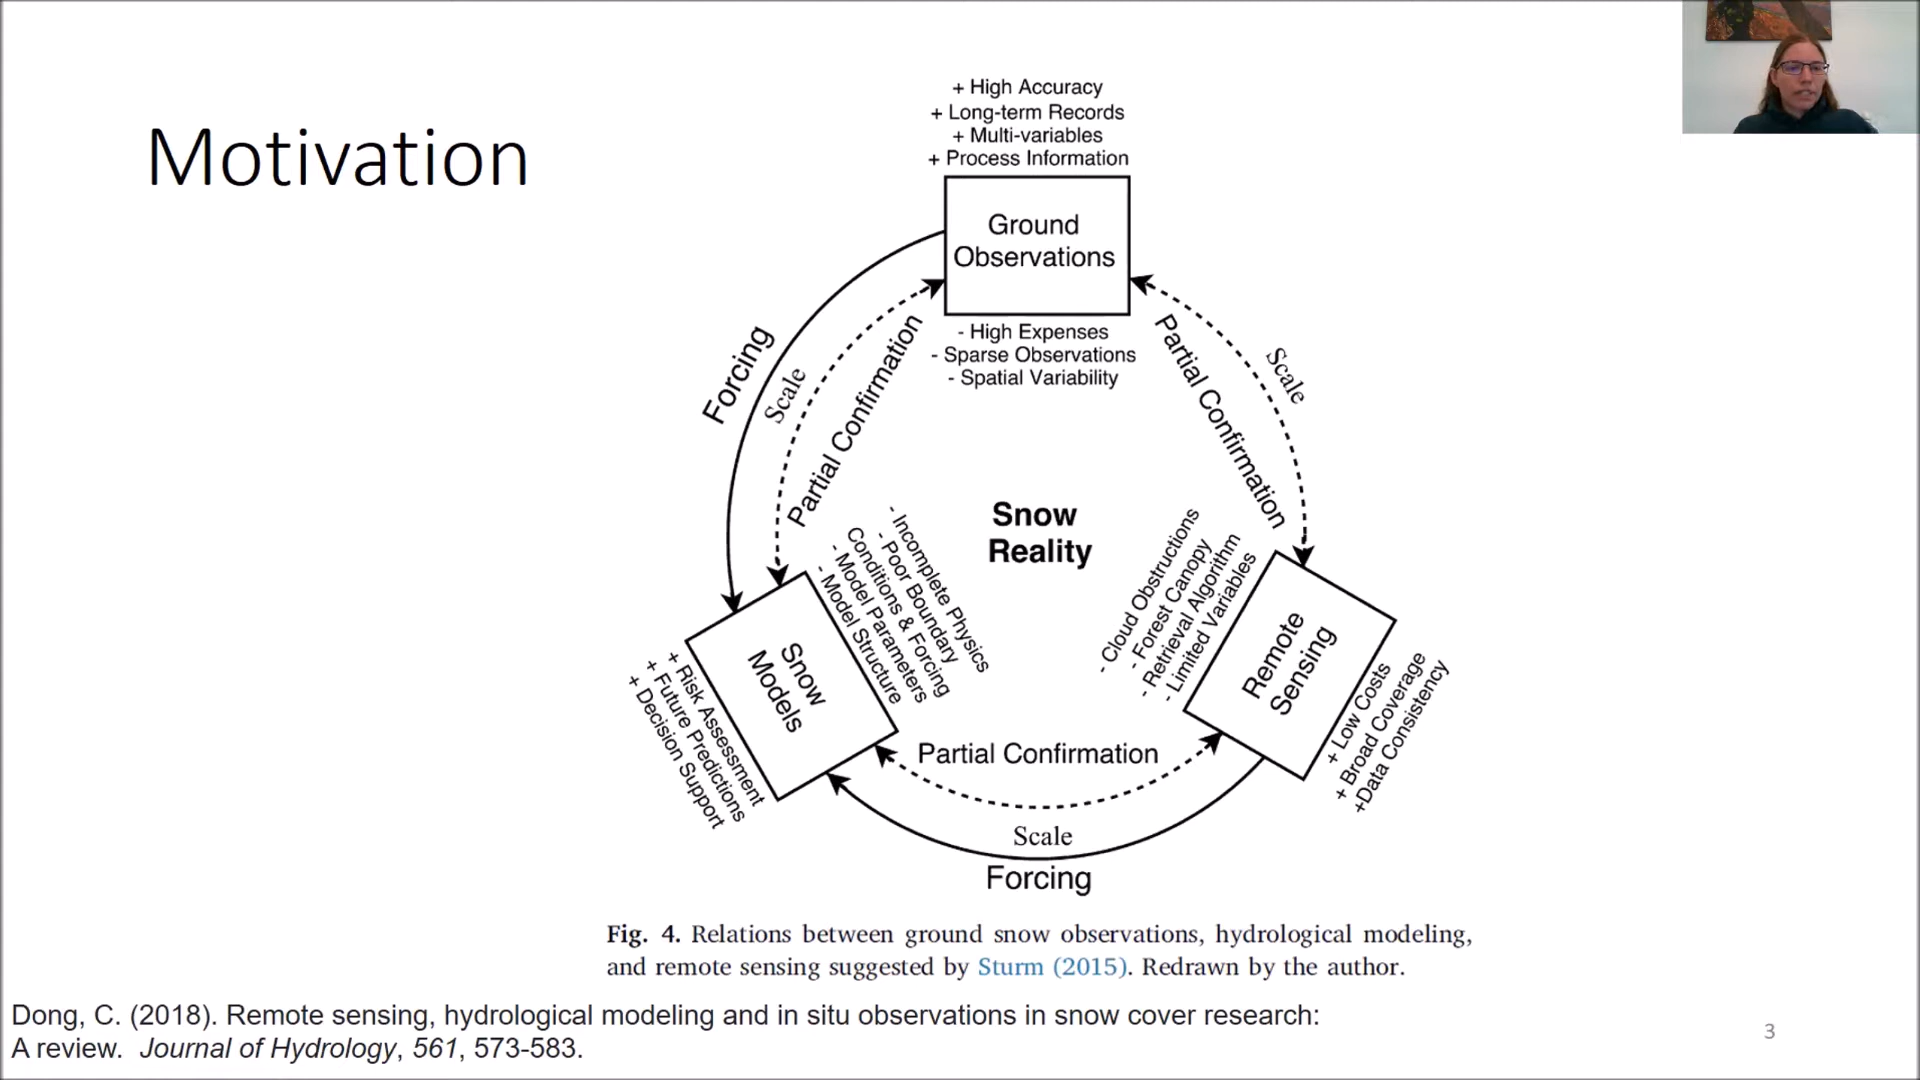 Motivation
+ High Accuracy
+ Long-term Records
+ Multi-variables
+ Process Information
Ground
Observations
- High Expenses
- Sparse Observations
- Spatial Variability
Forcing
Scale
Partial Confirmation
Partial Confirmation
Scale
Snow
Reality
- Incomplete Physics
- Poor Boundary
Conditions & Forcing
- Model Parameters
- Model Structure
Snow
Models
+ Risk Assessment
+ Future Predictions
+ Decision Support
- Cloud Obstructions
- Forest Canopy
- Retrieval Algorithm
- Limited Variables
Remote
Sensing
+ Low Costs
+ Broad Coverage
+Data Consistency
Partial Confirmation
Scale
Forcing
Fig. 4. Relations between ground snow observations, hydrological modeling,
and remote sensing suggested by Sturm (2015). Redrawn by the author.
Dong, C. (2018). Remote sensing, hydrological modeling and in situ observations in snow cover research:
A review. Journal of Hydrology, 561, 573-583.
3